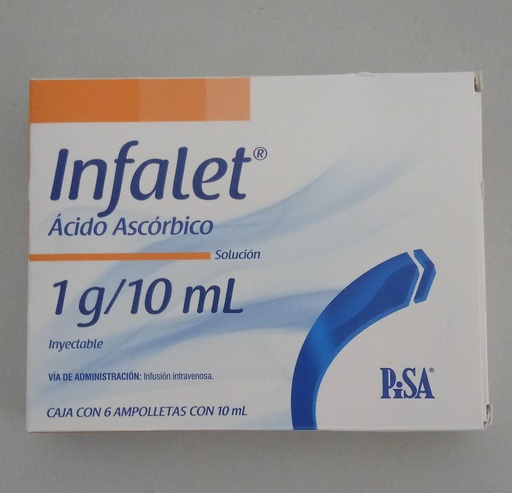 Infalet®
Ácido Ascórbico
Solución
1 g/10 mL
Inyectable
VÍA DE ADMINISTRACIÓN: Infusión intravenosa.
CAJA CON 6 AMPOLLETAS CON 10 mL
PiSA®